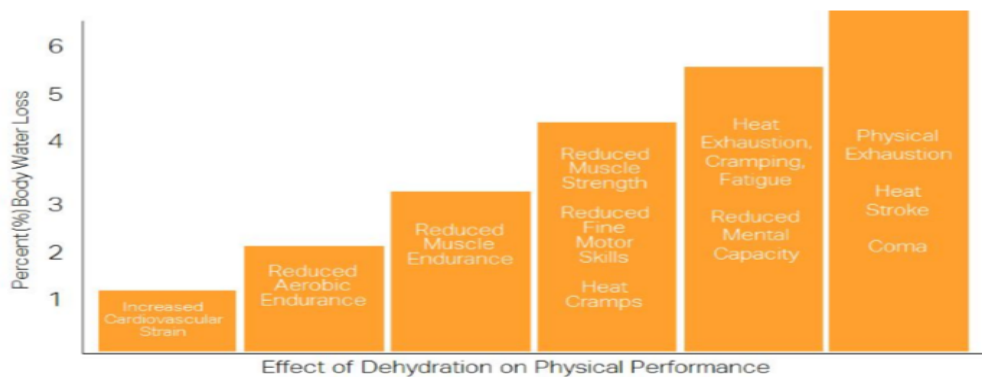 6
5
4
3
2
1
Percent(%)Body Water Loss
Increased
Cardiovascular
Strain
Reduced
Aerobic
Endurance
Reduced
Muscle
Endurance
Reduced
Muscle
Strength
Reduced
Fine
Motor
Skills
Heat
Cramps
Heat
Exhaustion,
Cramping,
Fatigue
Reduced
Mental
Capacity
Physical
Exhaustion
Heat
Stroke
Coma
Effect of Dehydration on Physical Performance